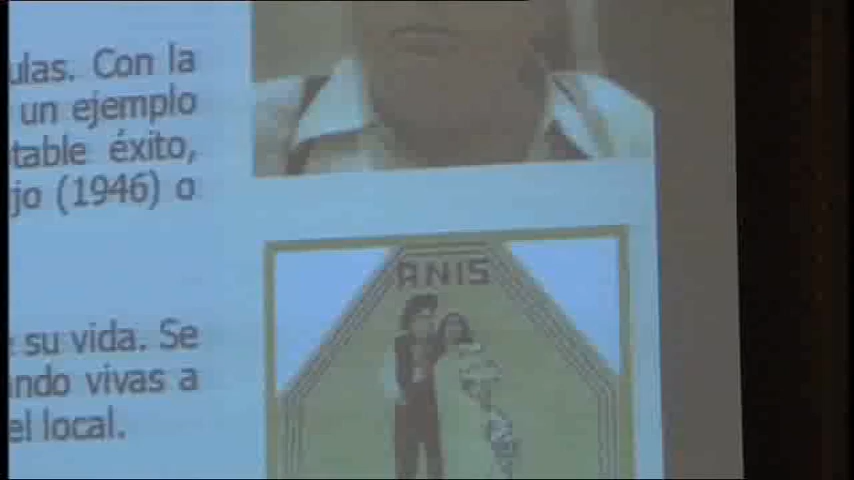 ulas. Con la
un ejemplo
table éxito,
jo (1946) o
su vida. Se
ndo vivas a
el local.
ANIS